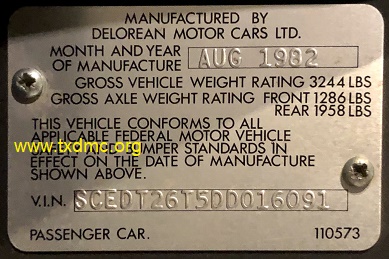 MANUFACTURED BY
DELOREAN MOTOR CARS LTD.
MONTH AND YEAR
OF MANUFACTURE AUG 1982
GROSS VEHICLE WEIGHT RATING 3244 LBS
GROSS AXLE WEIGHT RATING FRONT 1286 LBS
REAR 1958 LBS
THIS VEHICLE CONFORMS TO ALL
APPLICABLE FEDERAL MOTOR VEHICLE
www.txdmc.org
BUMPER STANDARDS IN
EFFECT ON THE DATE OF MANUFACTURE
SHOWN ABOVE.
V.I.N. SCEDT26T5DD016091
PASSENGER CAR. 110573